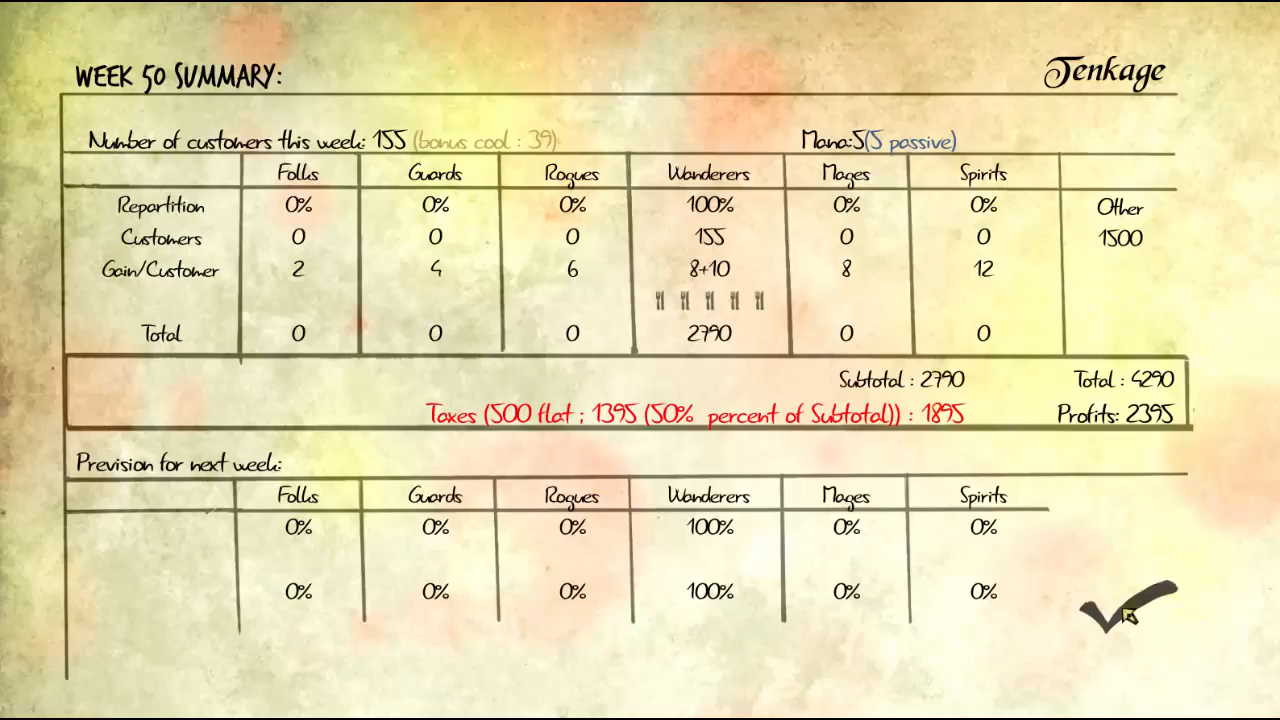 WEEK 50 SUMMARY: Tenkage
Number of customers this week: 155 (bonus cool : 39) Mana:5(5 passive)
Folks Guards Rogues Wanderers Mages Spirits
Repartition 0% 0% 0% 100% 0% 0% Other
Customers 0 0 0 155 0 0 1500
Gain/Customer 2 4 6 8+10 8 12
Total 0 0 0 2790 0 0
Subtotal : 2790 Total : 4290
Taxes (500 flat ; 1395 (50% percent of Subtotal)) : 1895 Profits: 2395
Prevision for next week:
Folks Guards Rogues Wanderers Mages Spirits
0% 0% 0% 100% 0% 0%
0% 0% 0% 100% 0% 0%